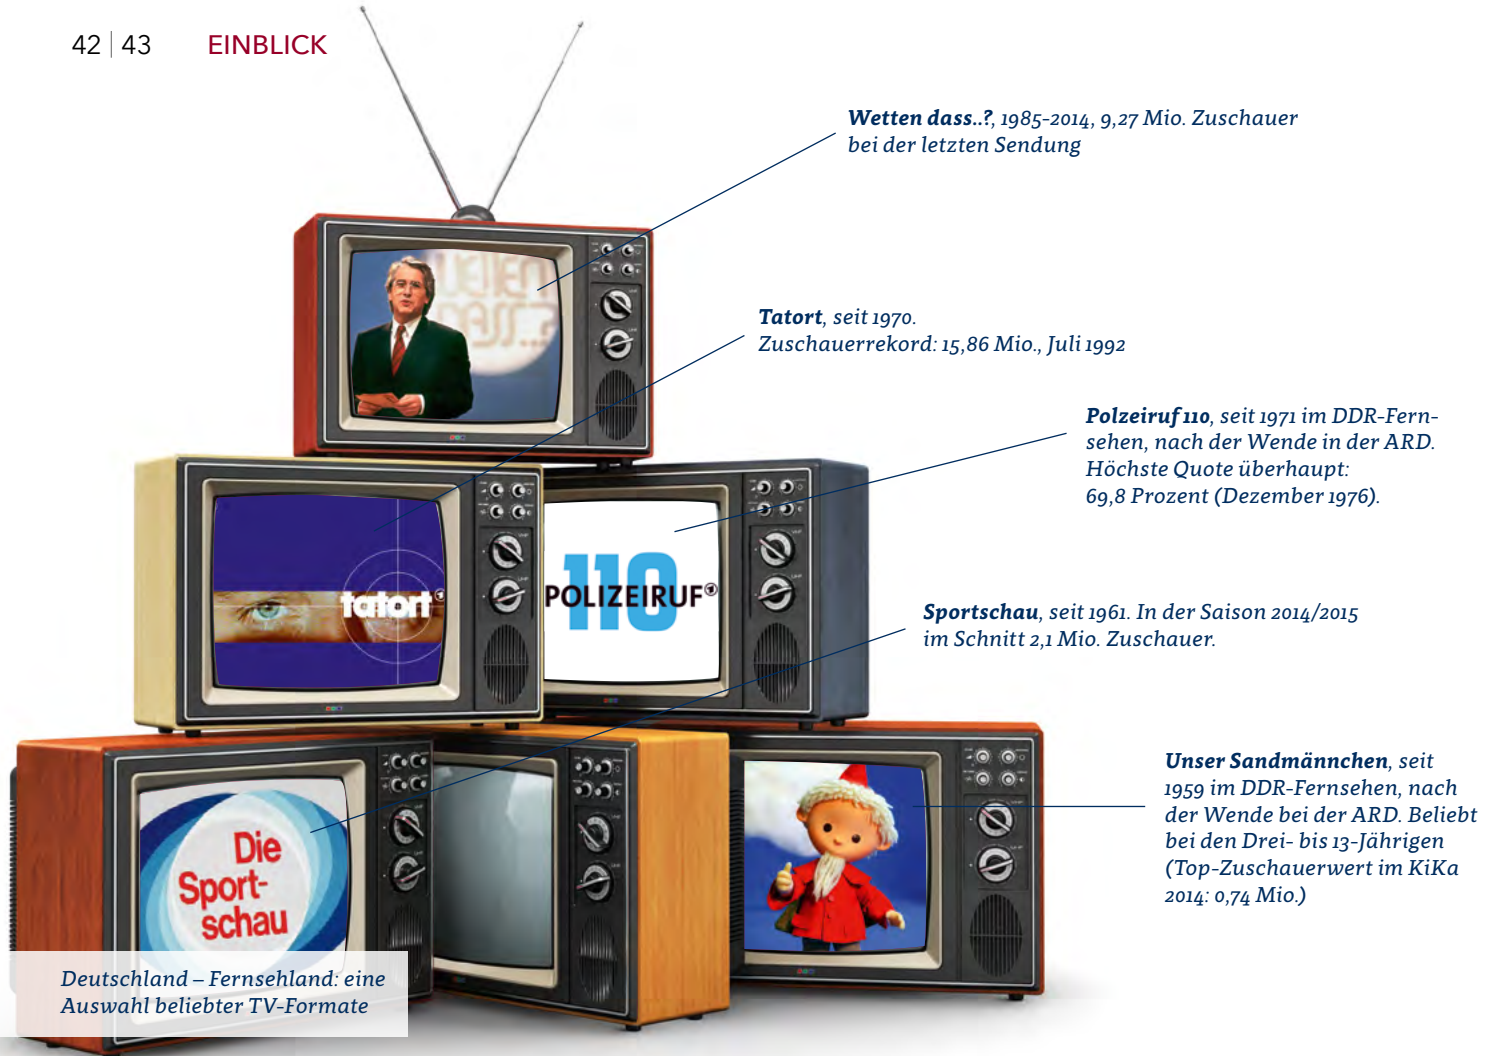 42 | 43 EINBLICK
Wetten dass..?, 1985-2014, 9,27 Mio. Zuschauer
bei der letzten Sendung
Tatort, seit 1970.
Zuschauerrekord: 15,86 Mio., Juli 1992
Polzeiruf 110, seit 1971 im DDR-Fern-
sehen, nach der Wende in der ARD.
Höchste Quote überhaupt:
69,8 Prozent (Dezember 1976).
tatort
110
POLIZEIRUF
Sportschau, seit 1961. In der Saison 2014/2015
im Schnitt 2,1 Mio. Zuschauer.
Unser Sandmännchen, seit
1959 im DDR-Fernsehen, nach
der Wende bei der ARD. Beliebt
bei den Drei- bis 13-Jährigen
(Top-Zuschauerwert im KiKa
2014: 0,74 Mio.)
Die
Sport-
schau
Deutschland – Fernsehland: eine
Auswahl beliebter TV-Formate